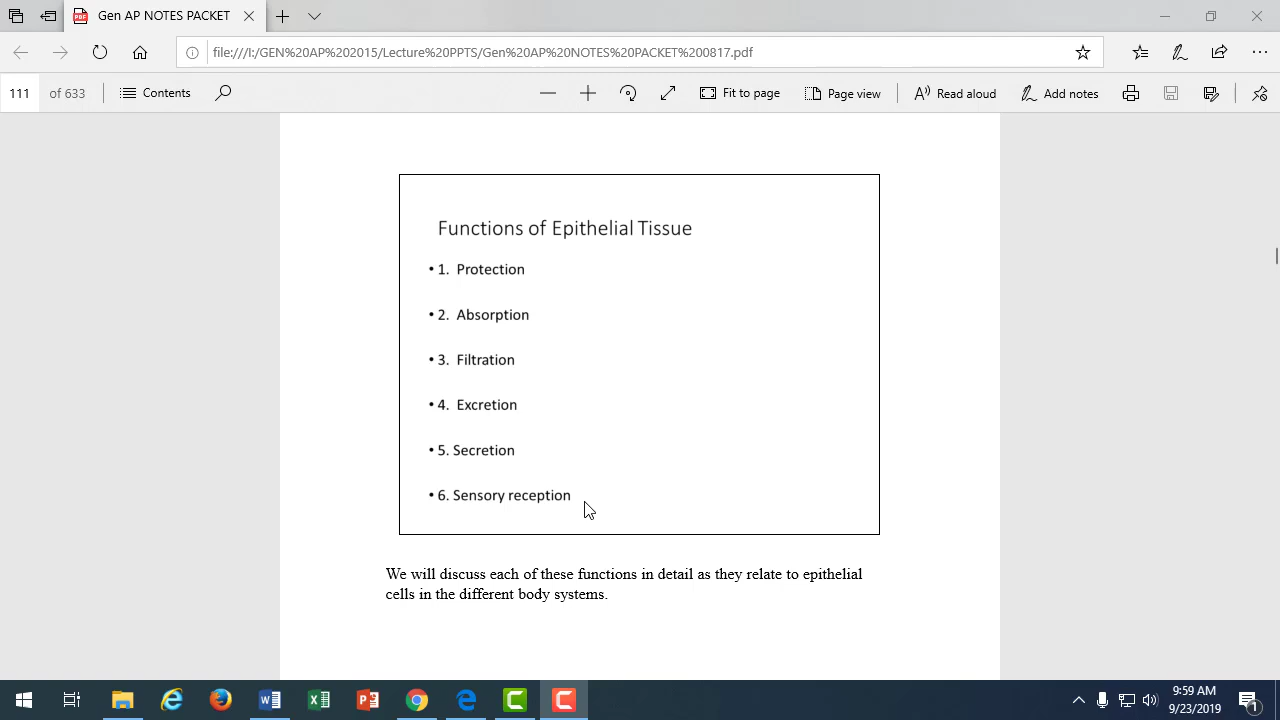 Gen AP NOTES PACKET
file:///I:/GEN%20AP%202015/Lecture%20PPTS/Gen%20AP%20NOTES%20PACKET%200817.pdf
111 of 633 Contents Fit to page Page view Read aloud Add notes
Functions of Epithelial Tissue
• 1. Protection
• 2. Absorption
• 3. Filtration
• 4. Excretion
• 5. Secretion
• 6. Sensory reception
We will discuss each of these functions in detail as they relate to epithelial
cells in the different body systems.
9:59 AM
9/23/2019
1